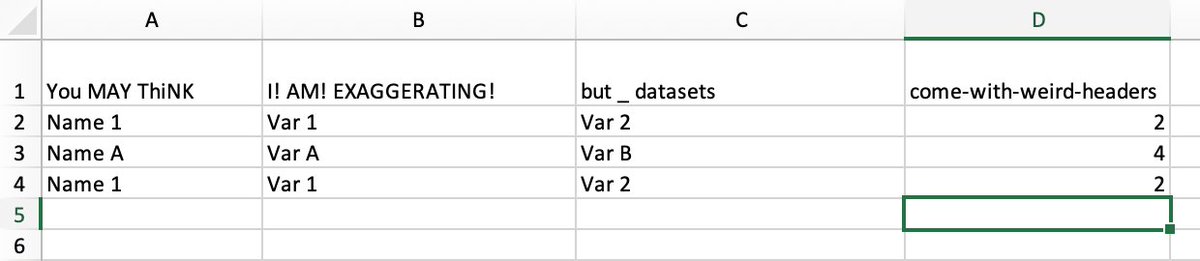 A B C D
1 You MAY ThiNK I! AM! EXAGGERATING! but _ datasets come-with-weird-headers
2 Name 1 Var 1 Var 2 2
3 Name A Var A Var B 4
4 Name 1 Var 1 Var 2 2
5
6